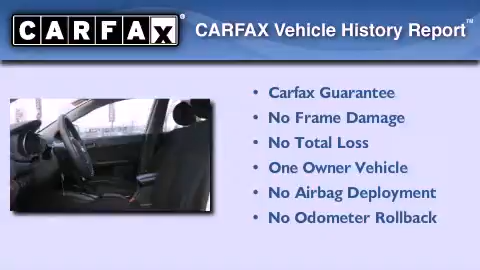 CARFAX®
CARFAX Vehicle History Report™
• Carfax Guarantee
• No Frame Damage
• No Total Loss
• One Owner Vehicle
• No Airbag Deployment
• No Odometer Rollback